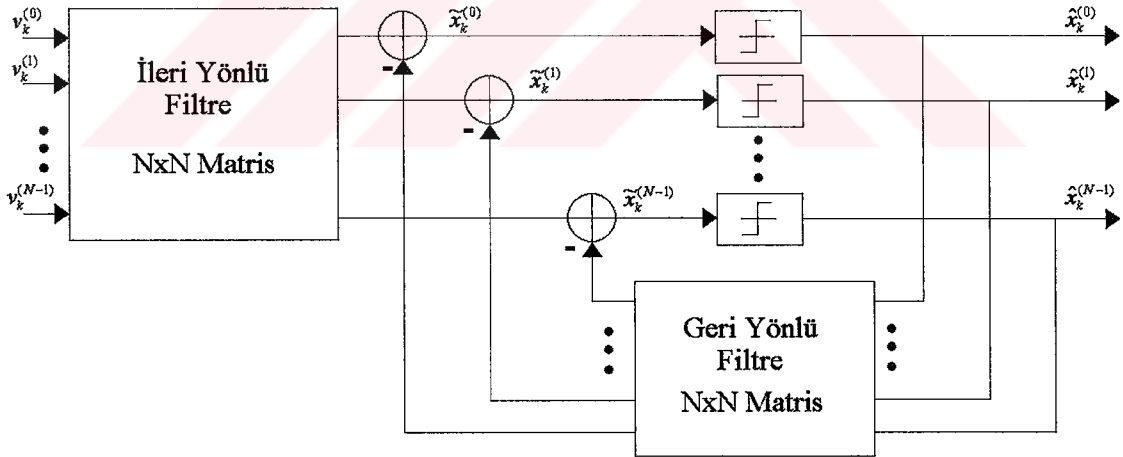 v_k^{(0)}
v_k^{(1)}
v_k^{(N-1)}
İleri Yönlü
Filtre
NxN Matris
x̃_k^{(0)}
x̃_k^{(1)}
x̃_k^{(N-1)}
-
-
-
x̂_k^{(0)}
x̂_k^{(1)}
x̂_k^{(N-1)}
Geri Yönlü
Filtre
NxN Matris